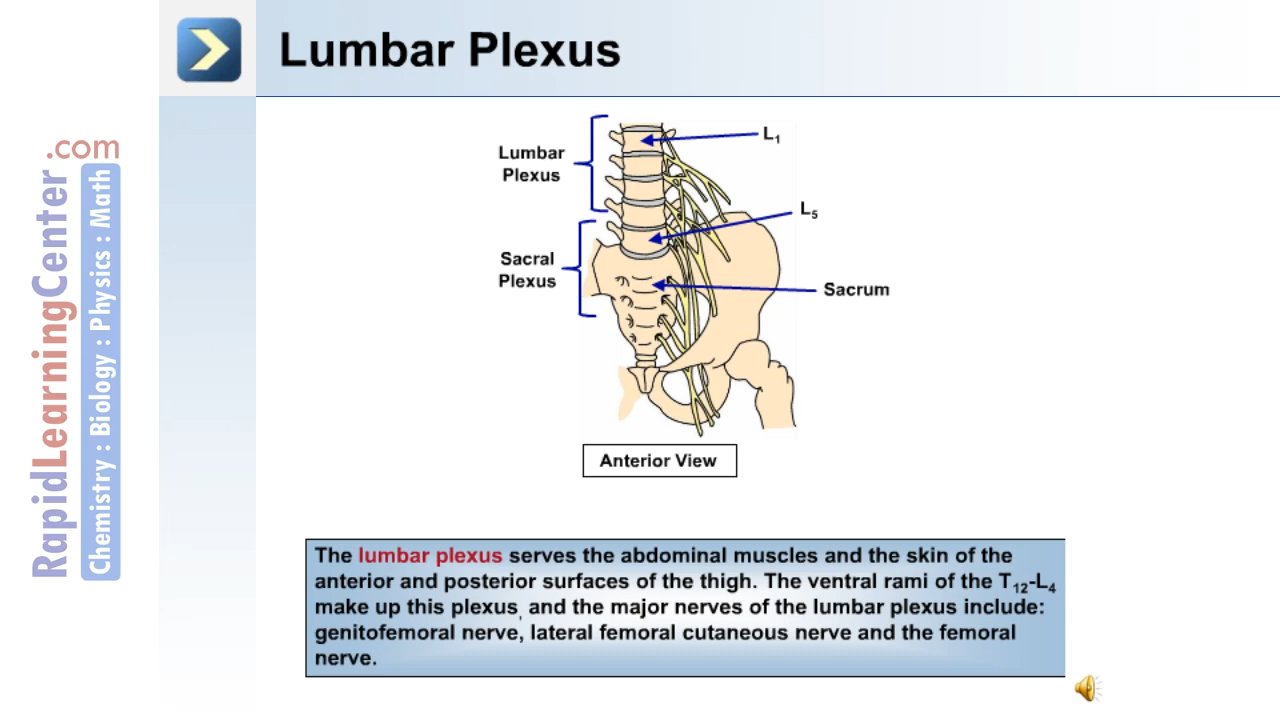 Lumbar Plexus
RapidLearningCenter.com
Chemistry : Biology : Physics : Math
Lumbar
Plexus
L₁
L₅
Sacral
Plexus
Sacrum
Anterior View
The lumbar plexus serves the abdominal muscles and the skin of the
anterior and posterior surfaces of the thigh. The ventral rami of the T₁₂-L₄
make up this plexus, and the major nerves of the lumbar plexus include:
genitofemoral nerve, lateral femoral cutaneous nerve and the femoral
nerve.